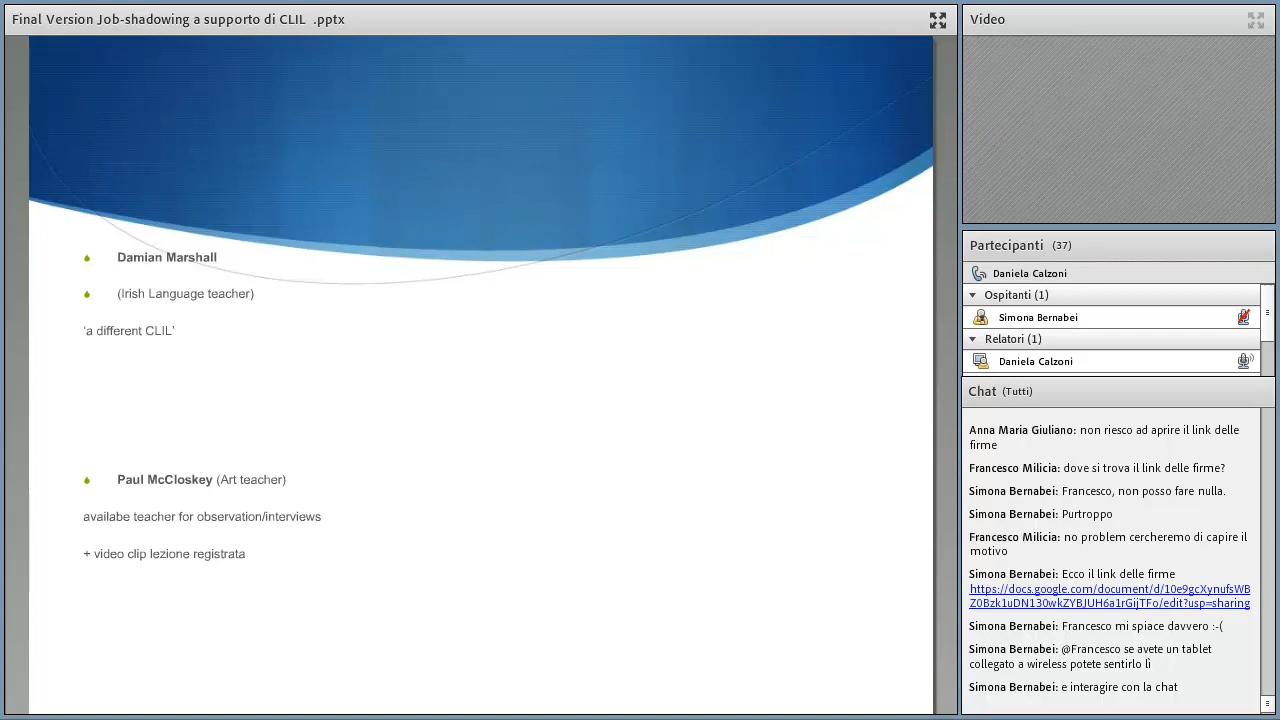 Final Version Job-shadowing a supporto di CLIL .pptx
Damian Marshall
(Irish Language teacher)
'a different CLIL'
Paul McCloskey (Art teacher)
availabe teacher for observation/interviews
+ video clip lezione registrata
Video
Partecipanti (37)
Daniela Calzoni
Ospitanti (1)
Simona Bernabei
Relatori (1)
Daniela Calzoni
Chat (Tutti)
Anna Maria Giuliano: non riesco ad aprire il link delle
firme
Francesco Milicia: dove si trova il link delle firme?
Simona Bernabei: Francesco, non posso fare nulla.
Simona Bernabei: Purtroppo
Francesco Milicia: no problem cercheremo di capire il
motivo
Simona Bernabei: Ecco il link delle firme
https://docs.google.com/document/d/10e9gcXynufsWB
Z0Bzk1uDN130wkZYBJUH6a1rGijTFo/edit?usp=sharing
Simona Bernabei: Francesco mi spiace davvero :-(
Simona Bernabei: @Francesco se avete un tablet
collegato a wireless potete sentirlo lì
Simona Bernabei: e interagire con la chat